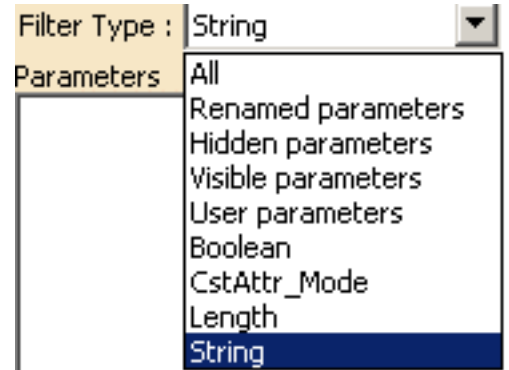 Filter Type : String
Parameters
All
Renamed parameters
Hidden parameters
Visible parameters
User parameters
Boolean
CstAttr_Mode
Length
String